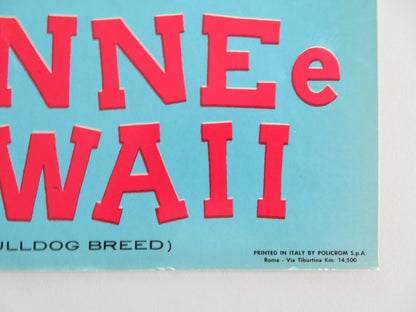 NNE e
WAII
ULLDOG BREED)
PRINTED IN ITALY BY POLICROM S.p.A.
Roma - Via Tiburtina Km. 14,500